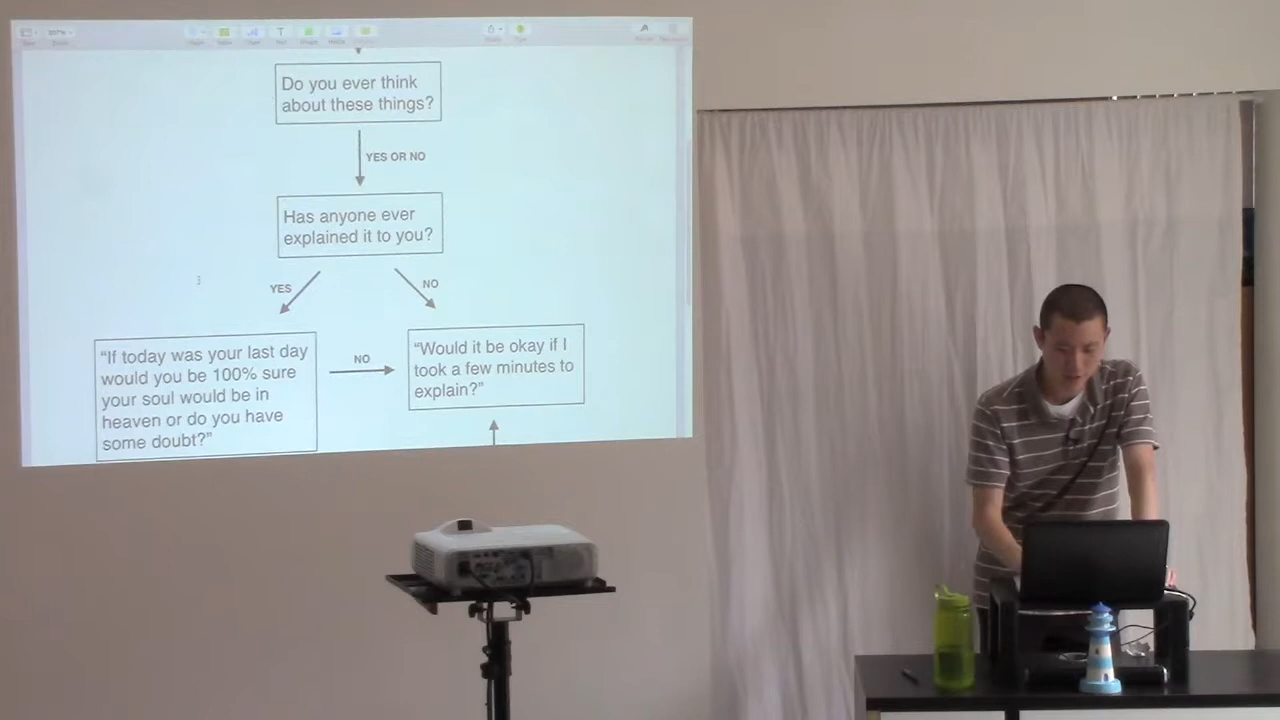 Do you ever think
about these things?
YES OR NO
Has anyone ever
explained it to you?
YES
NO
“If today was your last day
would you be 100% sure
your soul would be in
heaven or do you have
some doubt?”
NO
“Would it be okay if I
took a few minutes to
explain?”